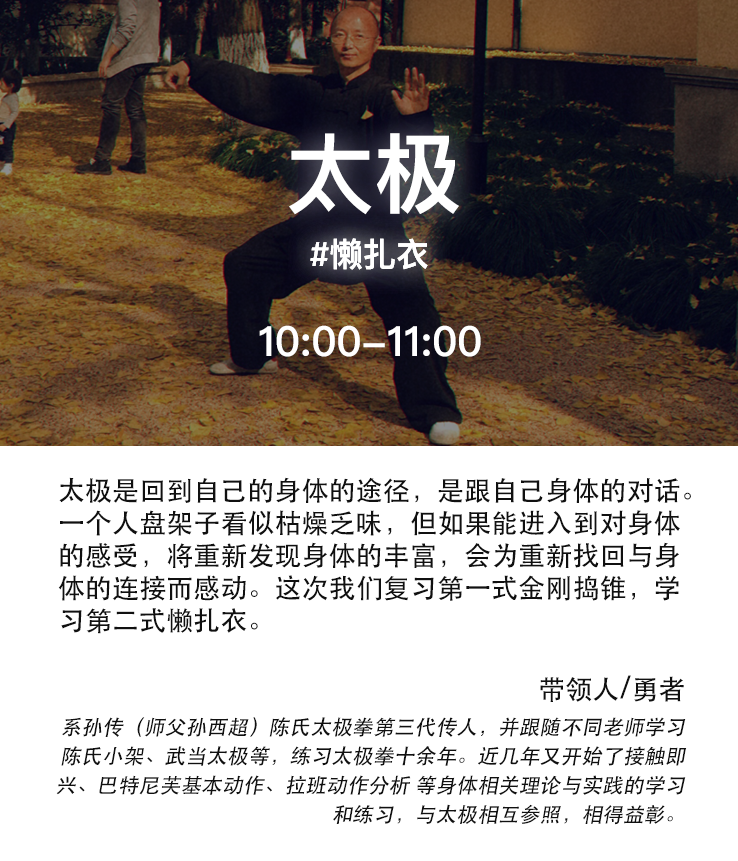 太极
#懒扎衣
10:00–11:00
太极是回到自己的身体的途径，是跟自己身体的对话。
一个人盘架子看似枯燥乏味，但如果能进入到对身体
的感受，将重新发现身体的丰富，会为重新找回与身
体的连接而感动。这次我们复习第一式金刚捣锥，学
习第二式懒扎衣。
带领人/勇者
系孙传（师父孙西超）陈氏太极拳第三代传人，并跟随不同老师学习
陈氏小架、武当太极等，练习太极拳十余年。近几年又开始了接触即
兴、巴特尼芙基本动作、拉班动作分析 等身体相关理论与实践的学习
和练习，与太极相互参照，相得益彰。